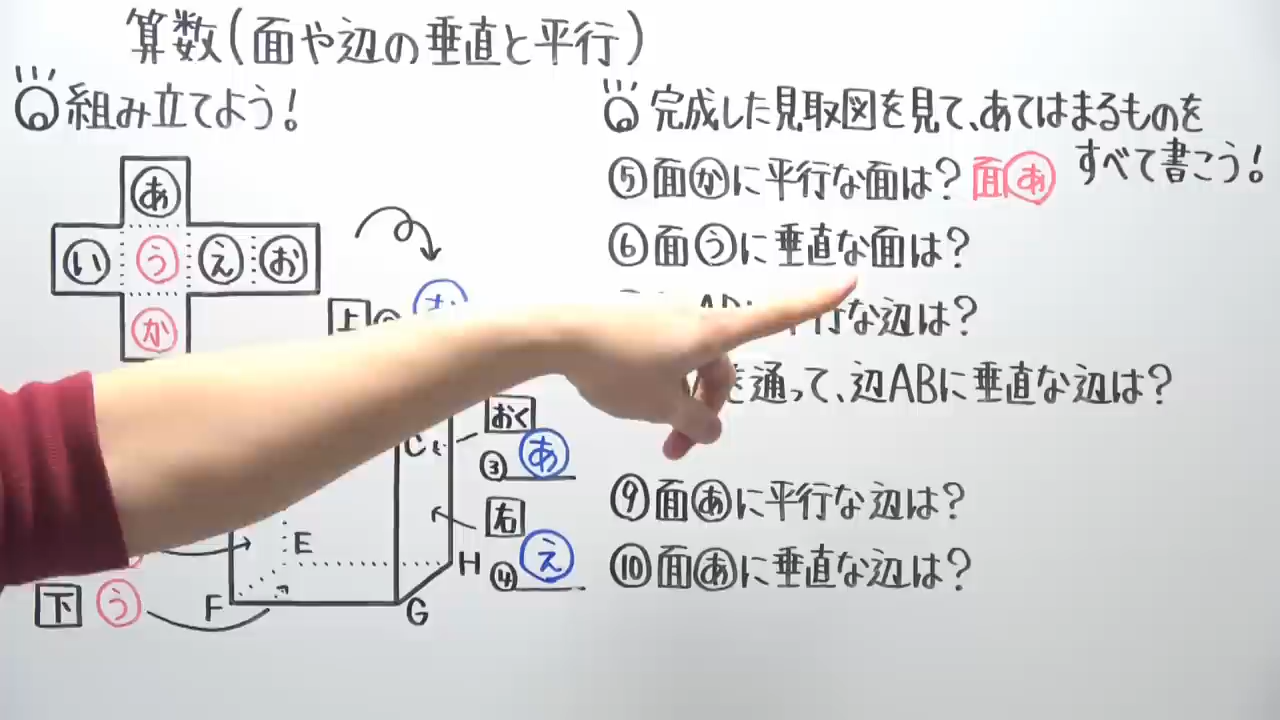 算数(面や辺の垂直と平行)
組み立てよう!
あ
い う え お
か
上
おく
③ あ
右
④ え
下 う
C
E
H
F
G
完成した見取図を見て、あてはまるものを
すべて書こう!
⑤面かに平行な面は? 面あ
⑥面うに垂直な面は?
行な辺は?
通って、辺ABに垂直な辺は?
⑨面あに平行な辺は?
⑩面あに垂直な辺は?